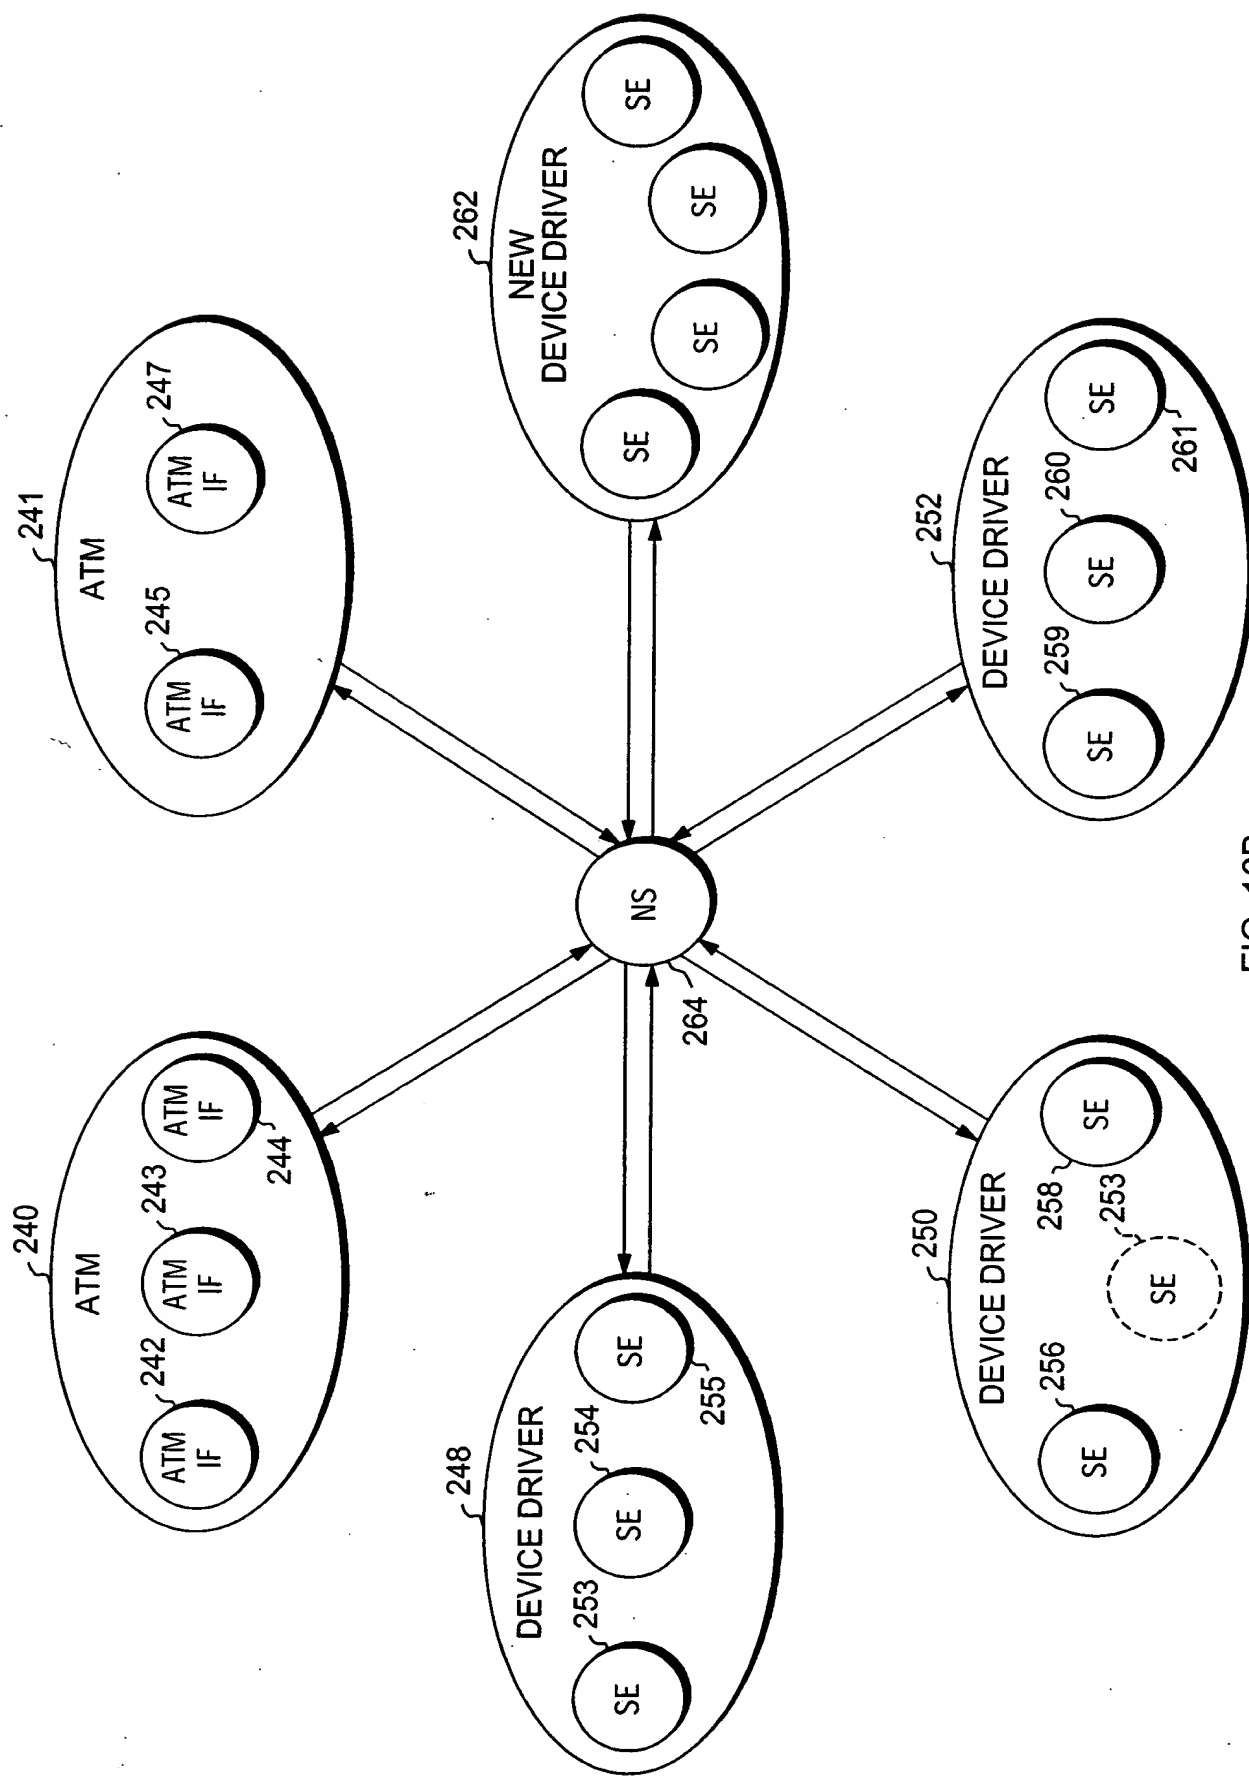 240
ATM
242
ATM
IF
243
ATM
IF
ATM
IF
244
241
ATM
245
ATM
IF
247
ATM
IF
248
DEVICE DRIVER
253
SE
254
SE
SE
255
NS
264
262
NEW
DEVICE DRIVER
SE
SE
SE
SE
250
DEVICE DRIVER
256
SE
253
SE
258
SE
252
DEVICE DRIVER
259
SE
260
SE
SE
261